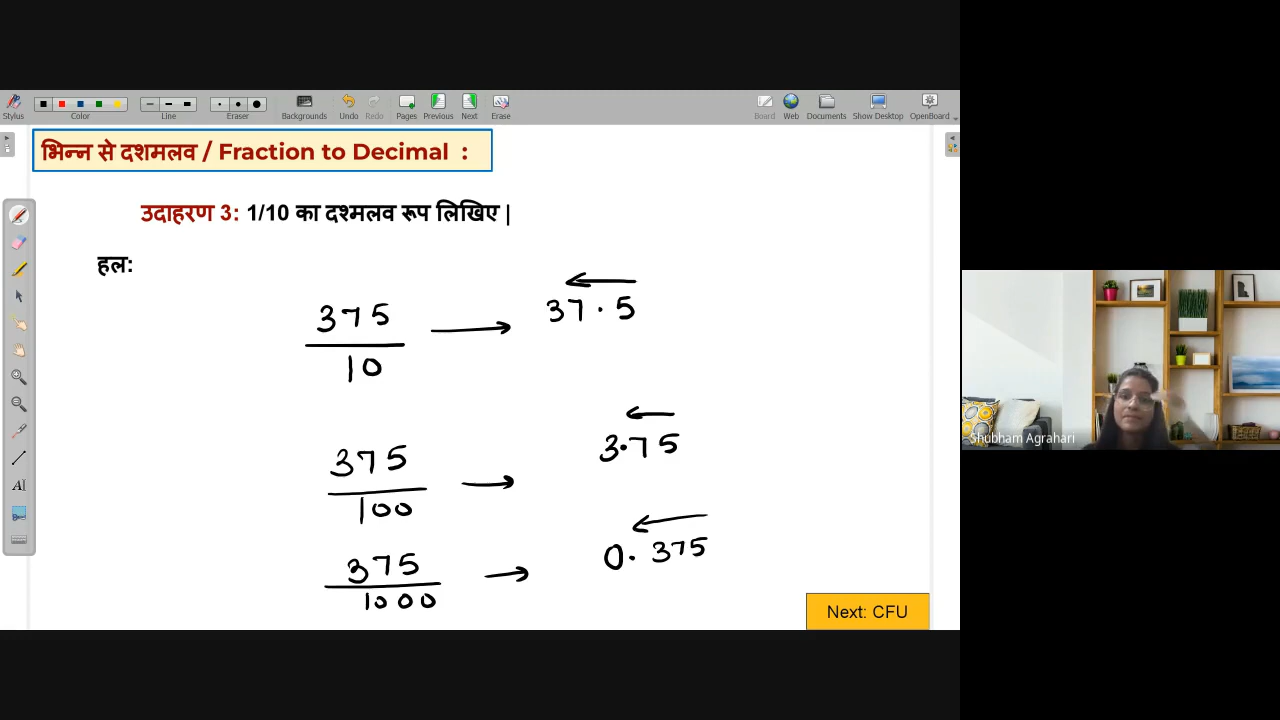 Stylus
Color
Line
Eraser
Backgrounds
Undo
Redo
Pages
Previous
Next
Erase
Board
Web
Documents
Show Desktop
OpenBoard
भिन्न से दशमलव / Fraction to Decimal :
उदाहरण 3: 1/10 का दश्मलव रूप लिखिए |
हल:
375/10 → 37.5
375/100 → 3.75
375/1000 → 0.375
Next: CFU
Shubham Agrahari